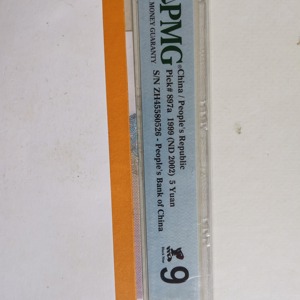 PMG
MONEY GUARANTY
China / People's Republic
Pick# 897a 1999 (ND 2002) 5 Yuan
S/N ZH45580526 - People's Bank of China
9